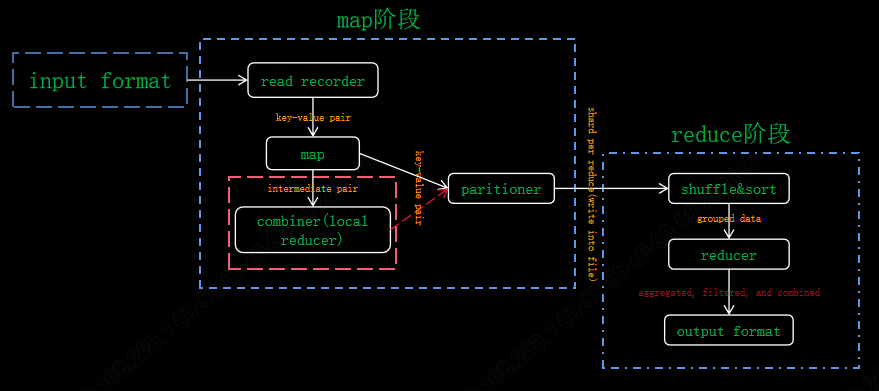 map阶段
input format
read recorder
key-value pair
map
intermediate pair
combiner(local
reducer)
key-value pair
paritioner
shard per reduce(write into file)
reduce阶段
shuffle&sort
grouped data
reducer
aggregated, filtered, and combined
output format